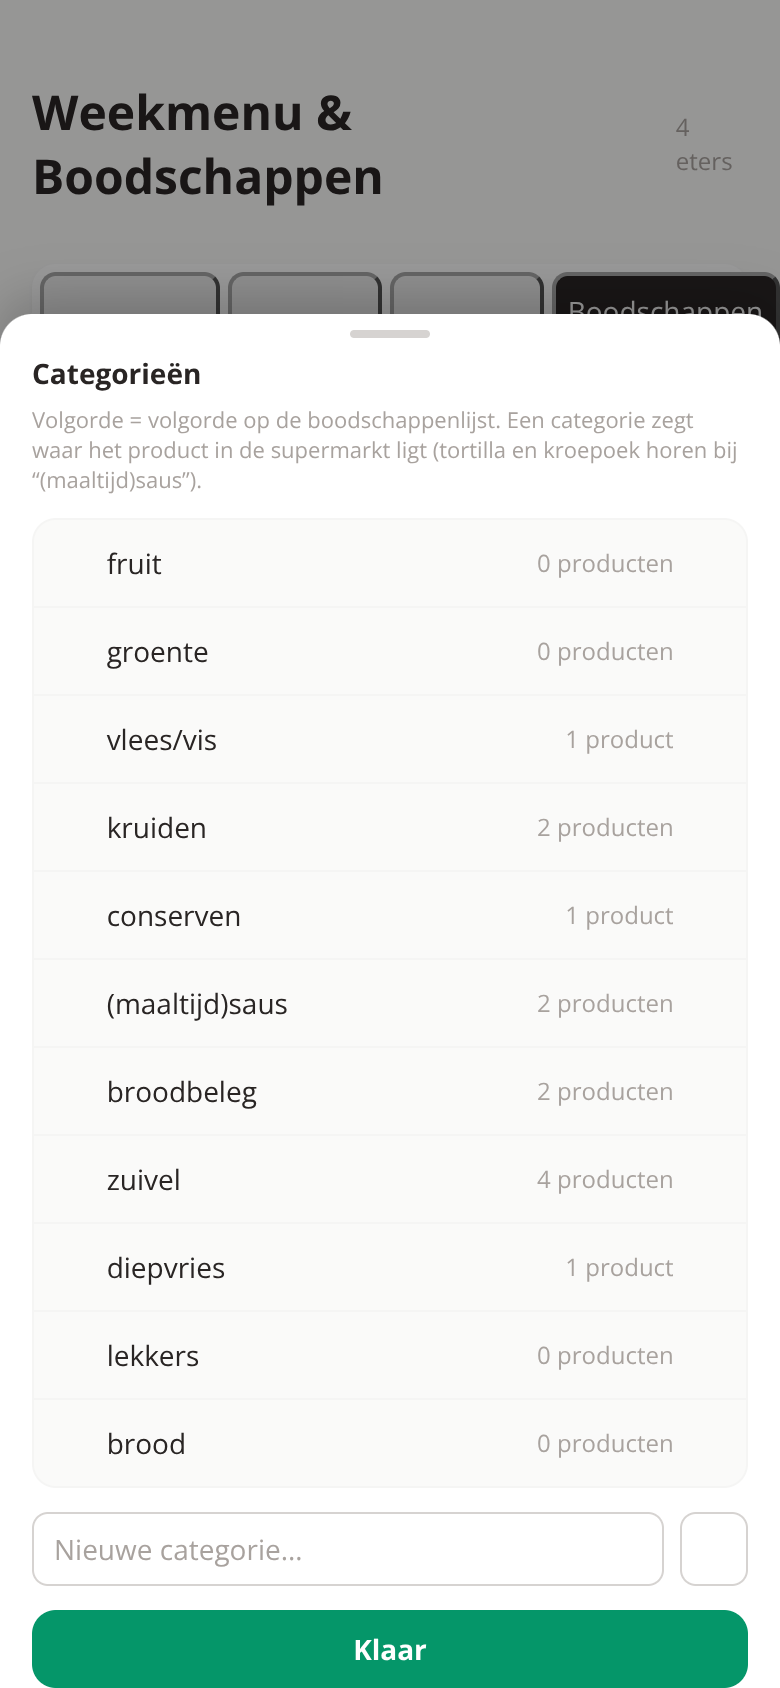 Weekmenu &
Boodschappen
4
eters
Boodschappen
Categorieën
Volgorde = volgorde op de boodschappenlijst. Een categorie zegt
waar het product in de supermarkt ligt (tortilla en kroepoek horen bij
“(maaltijd)saus”).
fruit 0 producten
groente 0 producten
vlees/vis 1 product
kruiden 2 producten
conserven 1 product
(maaltijd)saus 2 producten
broodbeleg 2 producten
zuivel 4 producten
diepvries 1 product
lekkers 0 producten
brood 0 producten
Nieuwe categorie...
Klaar